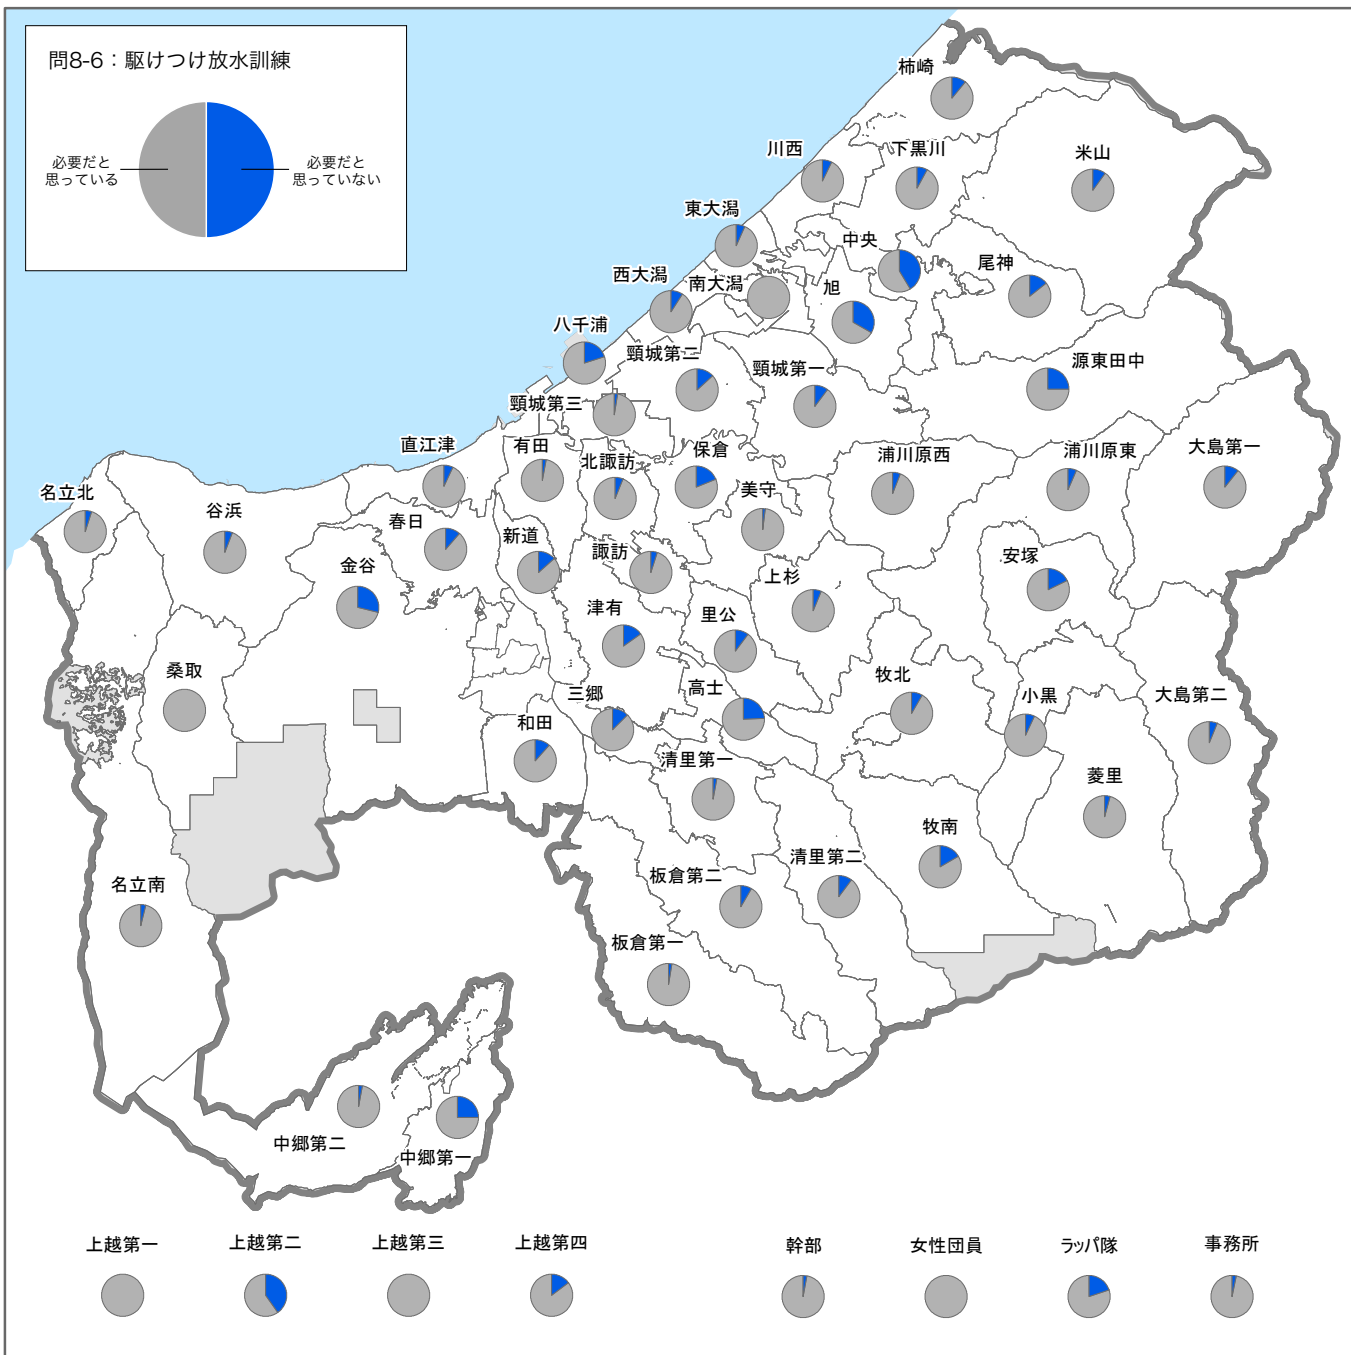 問8-6：駆けつけ放水訓練
必要だと
思っている
必要だと
思っていない
柿崎
川西
下黒川
米山
東大潟
中央
尾神
西大潟
南大潟
旭
八千浦
頸城第二
頸城第一
源東田中
頸城第三
直江津
有田
北諏訪
保倉
浦川原西
浦川原東
大島第一
名立北
谷浜
春日
美守
金谷
新道
諏訪
上杉
安塚
津有
里公
桑取
三郷
高士
牧北
小黒
大島第二
和田
清里第一
菱里
牧南
名立南
板倉第二
清里第二
板倉第一
中郷第二
中郷第一
上越第一
上越第二
上越第三
上越第四
幹部
女性団員
ラッパ隊
事務所